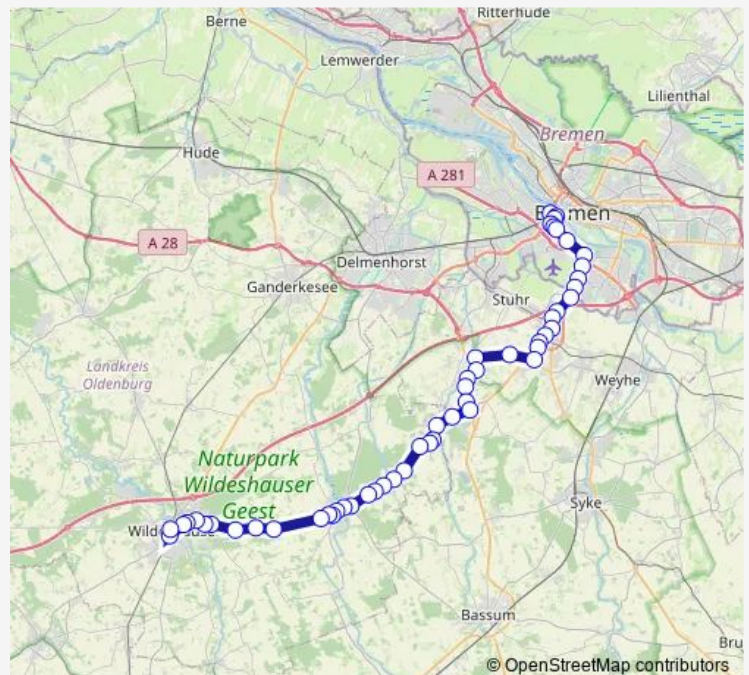 Ritterhude
Berne
Lemwerder
Lilienthal
Bremen
Hude
A 281
A 28
Delmenhorst
Ganderkesee
Stuhr
Landkreis
Oldenburg
Weyhe
Naturpark
Wildeshauser
Geest
Syke
Bassum
Bru
© OpenStreetMap contributors